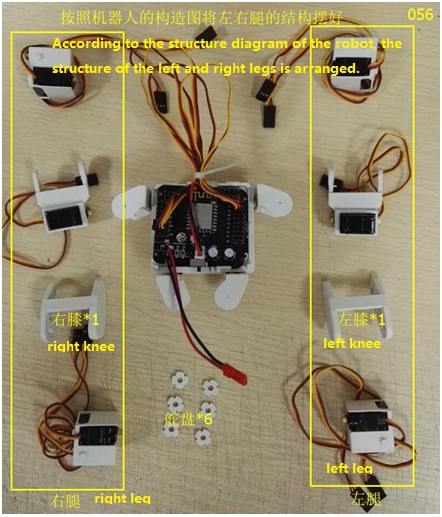 按照机器人的构造图将左右腿的结构摆好
056
According to the structure diagram of the robot, the
structure of the left and right legs is arranged.
右膝*1
right knee
左膝*1
left knee
舵盘*6
left leg
右腿
right leg
左腿